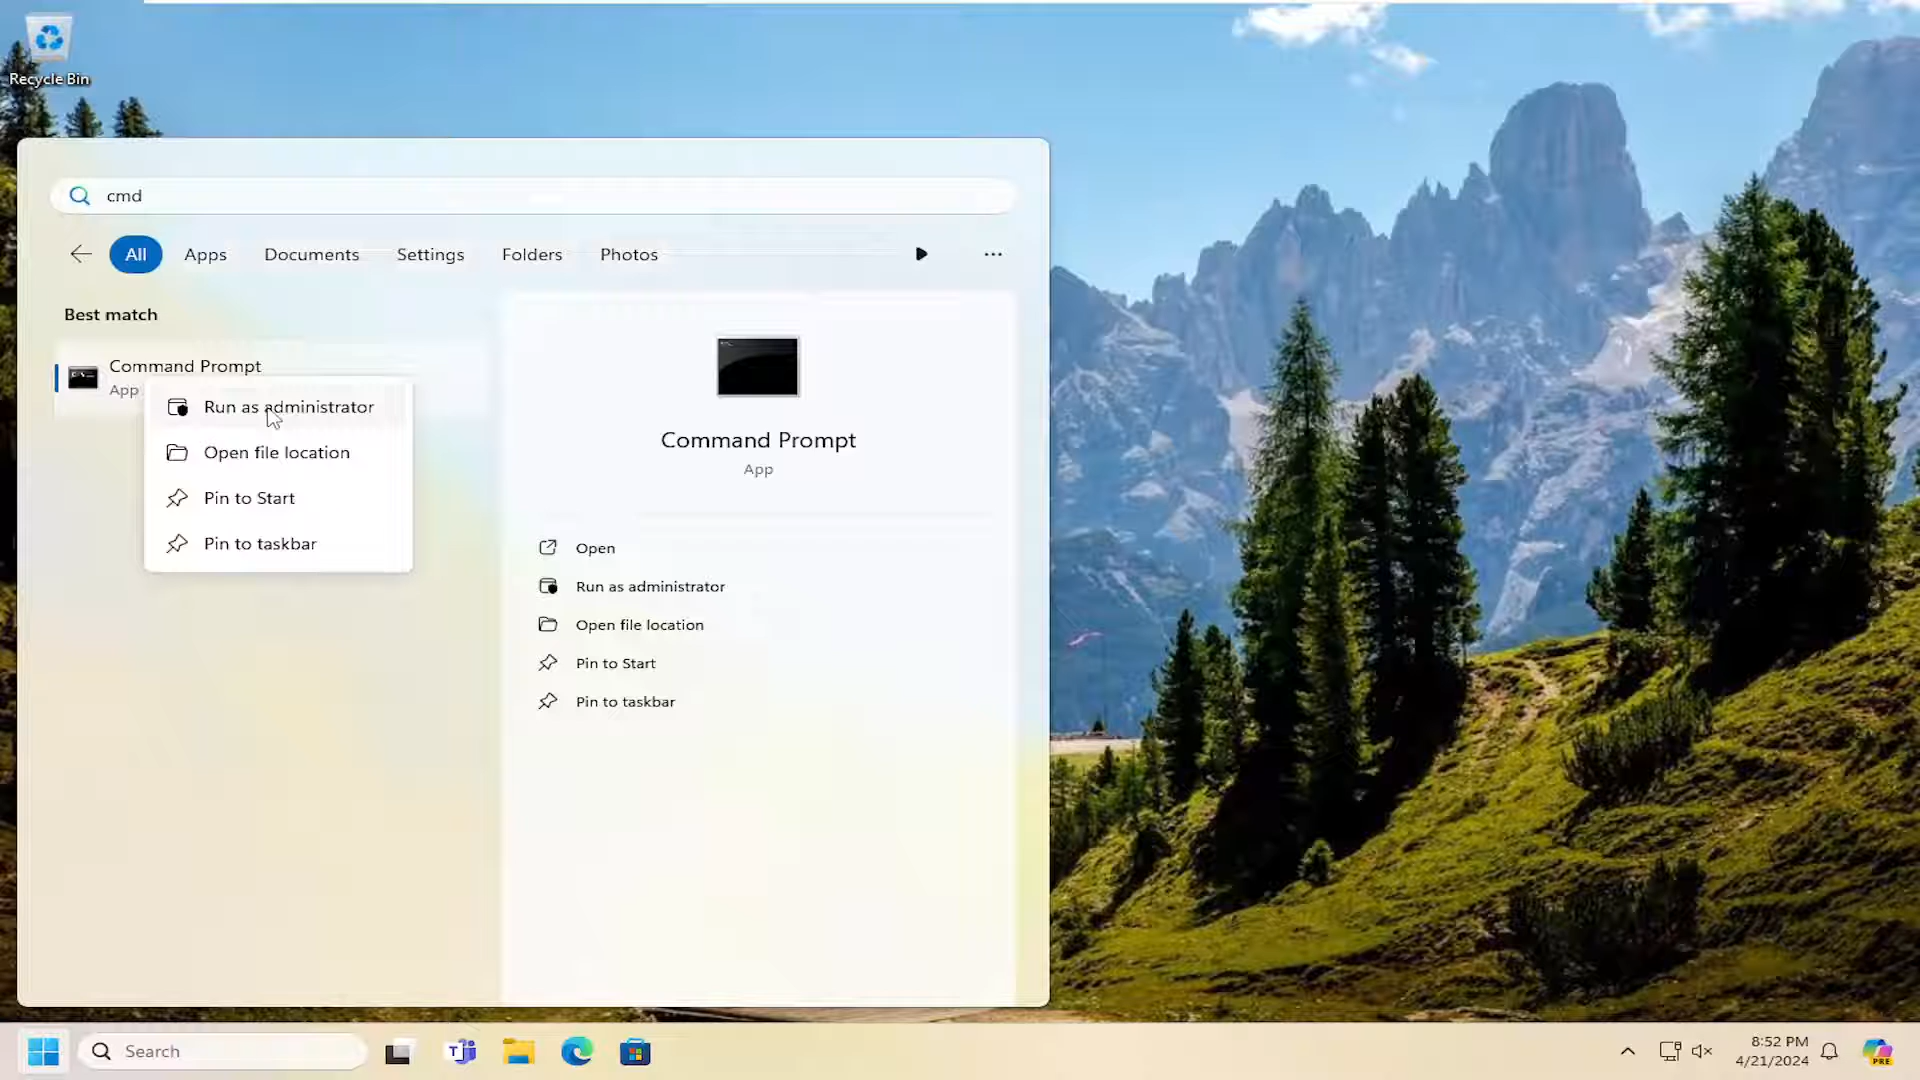 Recycle Bin
cmd
All Apps Documents Settings Folders Photos
Best match
Command Prompt
App
Run as administrator
Open file location
Pin to Start
Pin to taskbar
Command Prompt
App
Open
Run as administrator
Open file location
Pin to Start
Pin to taskbar
Search
8:52 PM
4/21/2024
PRE